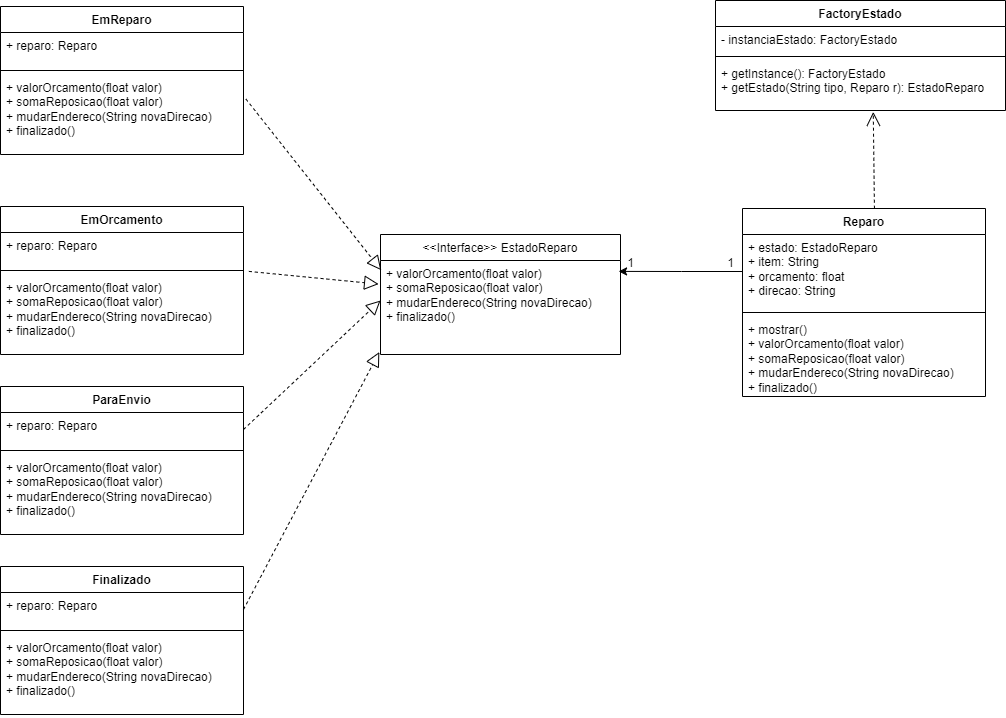 EmReparo
+ reparo: Reparo
+ valorOrcamento(float valor)
+ somaReposicao(float valor)
+ mudarEndereco(String novaDirecao)
+ finalizado()
EmOrcamento
+ reparo: Reparo
+ valorOrcamento(float valor)
+ somaReposicao(float valor)
+ mudarEndereco(String novaDirecao)
+ finalizado()
ParaEnvio
+ reparo: Reparo
+ valorOrcamento(float valor)
+ somaReposicao(float valor)
+ mudarEndereco(String novaDirecao)
+ finalizado()
Finalizado
+ reparo: Reparo
+ valorOrcamento(float valor)
+ somaReposicao(float valor)
+ mudarEndereco(String novaDirecao)
+ finalizado()
<<Interface>> EstadoReparo
+ valorOrcamento(float valor)
+ somaReposicao(float valor)
+ mudarEndereco(String novaDirecao)
+ finalizado()
1
1
FactoryEstado
- instanciaEstado: FactoryEstado
+ getInstance(): FactoryEstado
+ getEstado(String tipo, Reparo r): EstadoReparo
Reparo
+ estado: EstadoReparo
+ item: String
+ orcamento: float
+ direcao: String
+ mostrar()
+ valorOrcamento(float valor)
+ somaReposicao(float valor)
+ mudarEndereco(String novaDirecao)
+ finalizado()